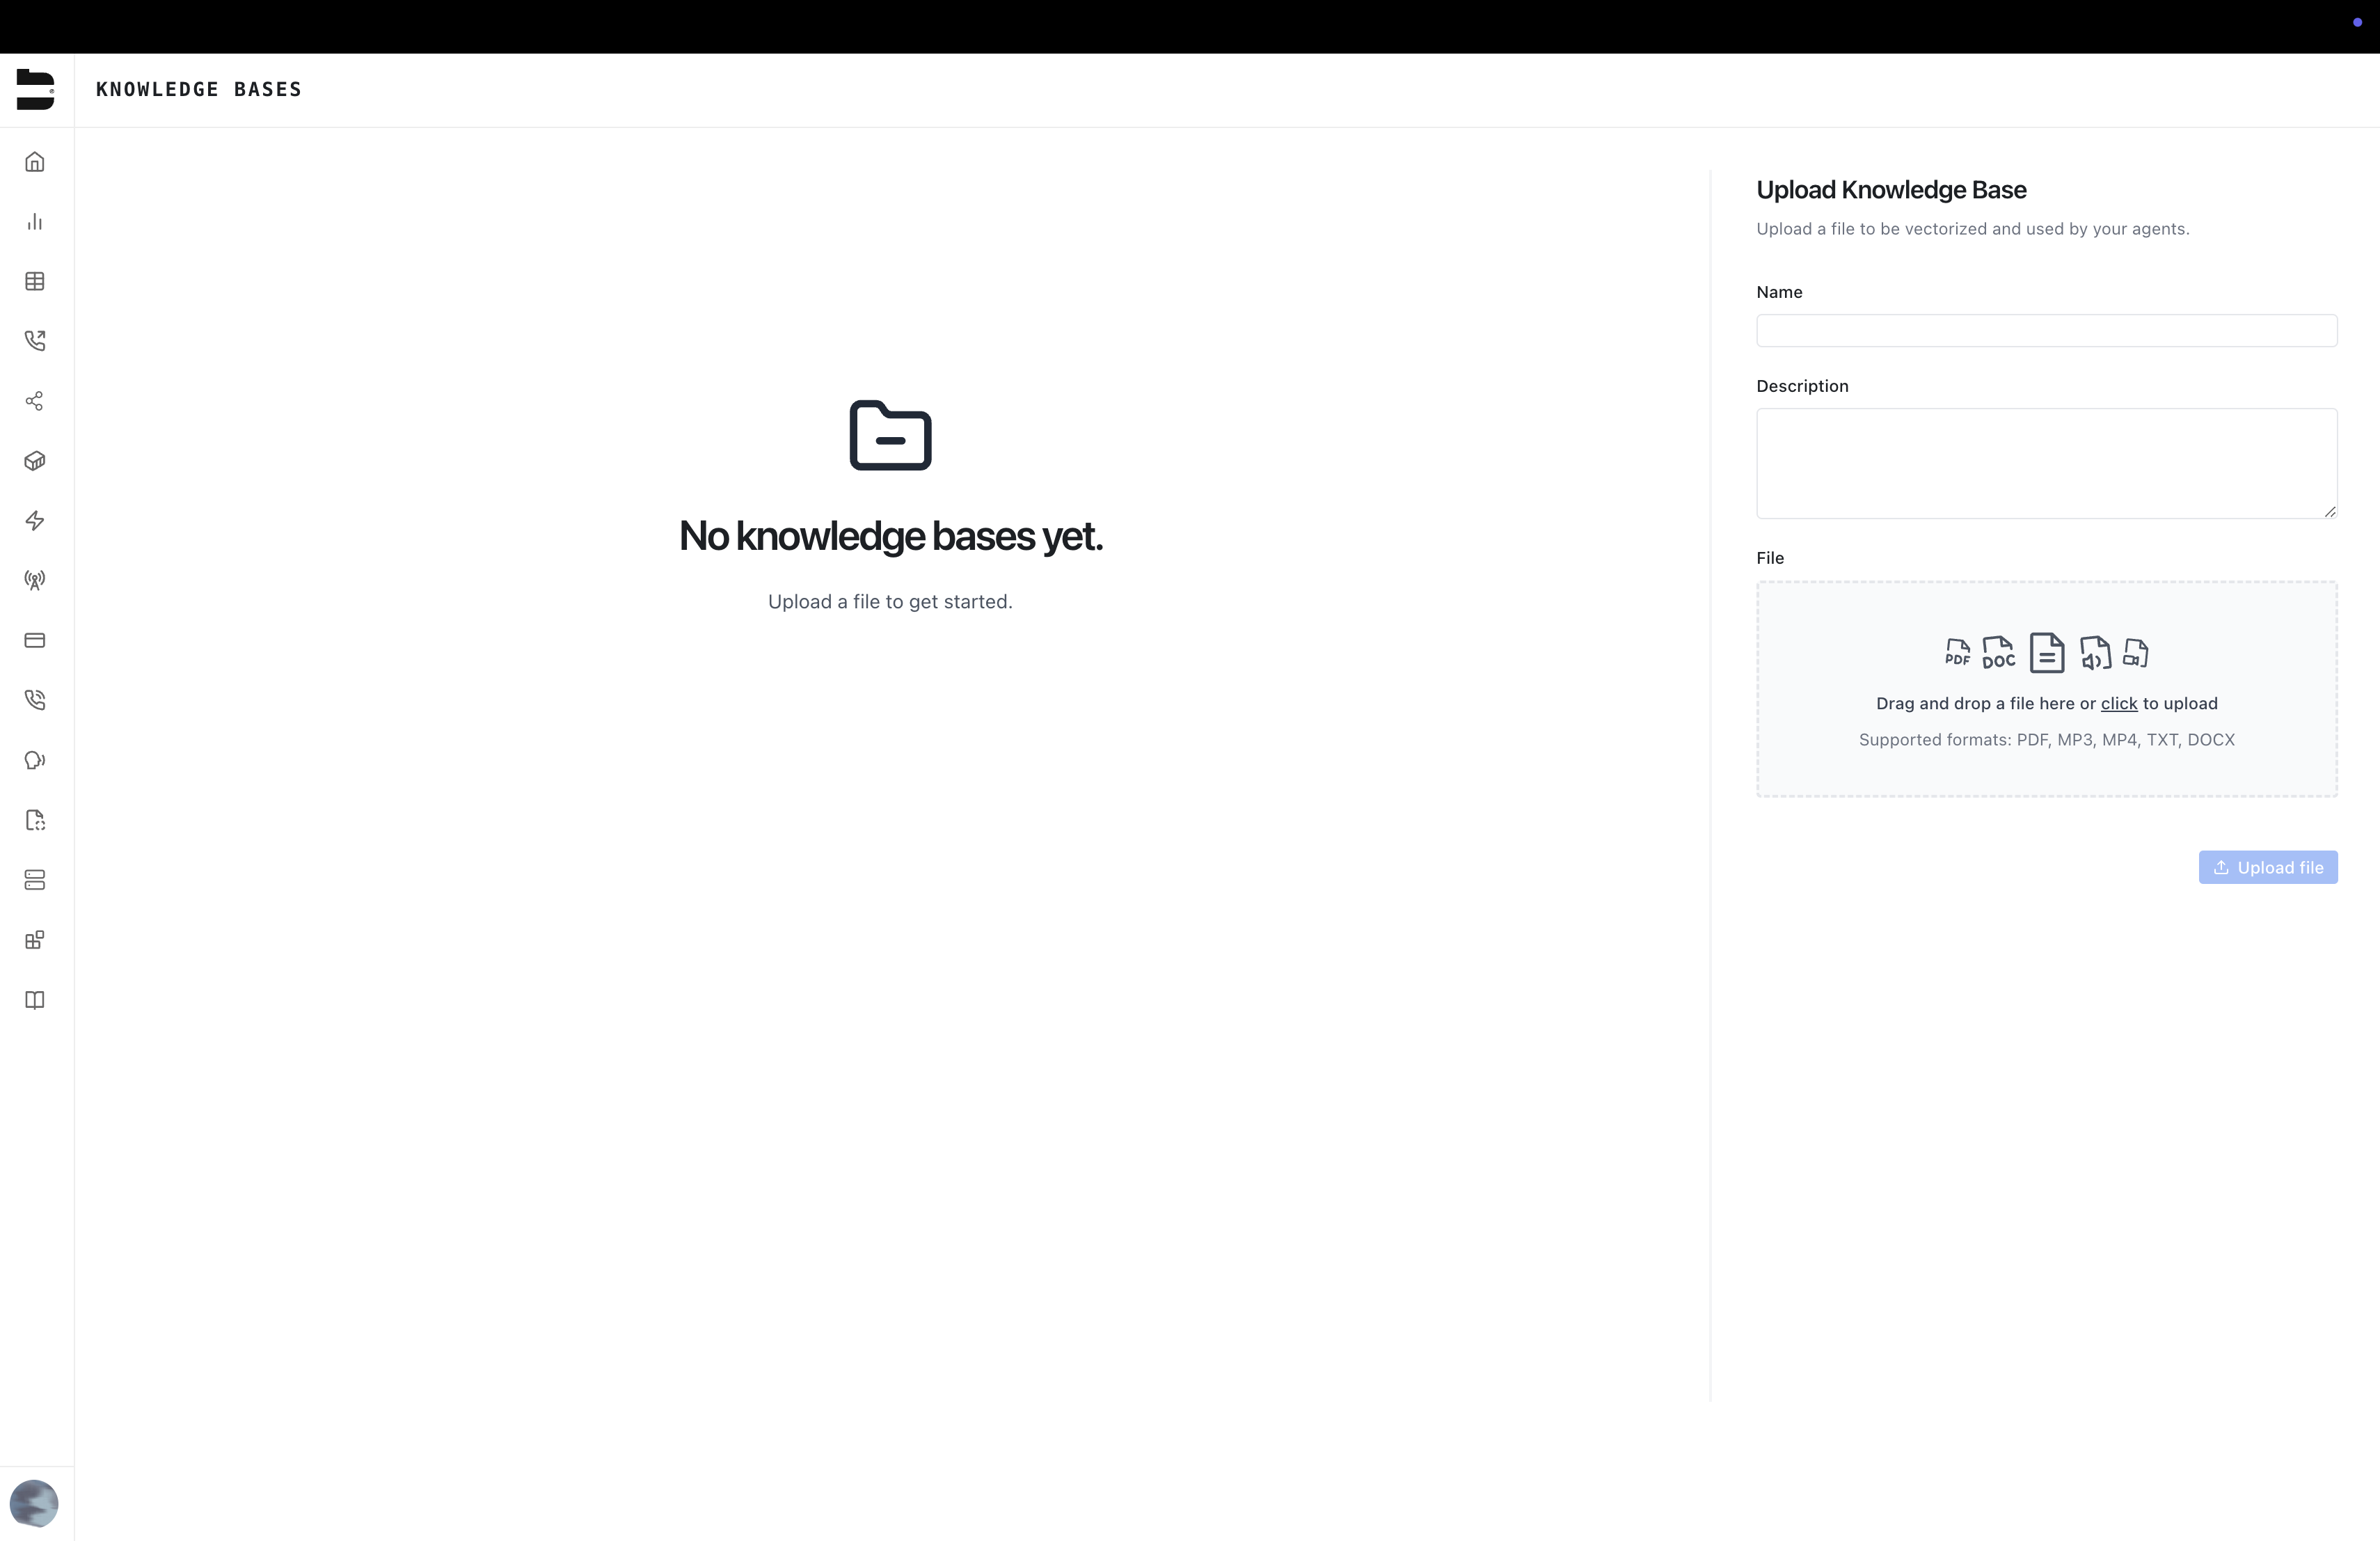 KNOWLEDGE BASES
No knowledge bases yet.
Upload a file to get started.
Upload Knowledge Base
Upload a file to be vectorized and used by your agents.
Name
Description
File
PDF DOC
Drag and drop a file here or click to upload
Supported formats: PDF, MP3, MP4, TXT, DOCX
Upload file